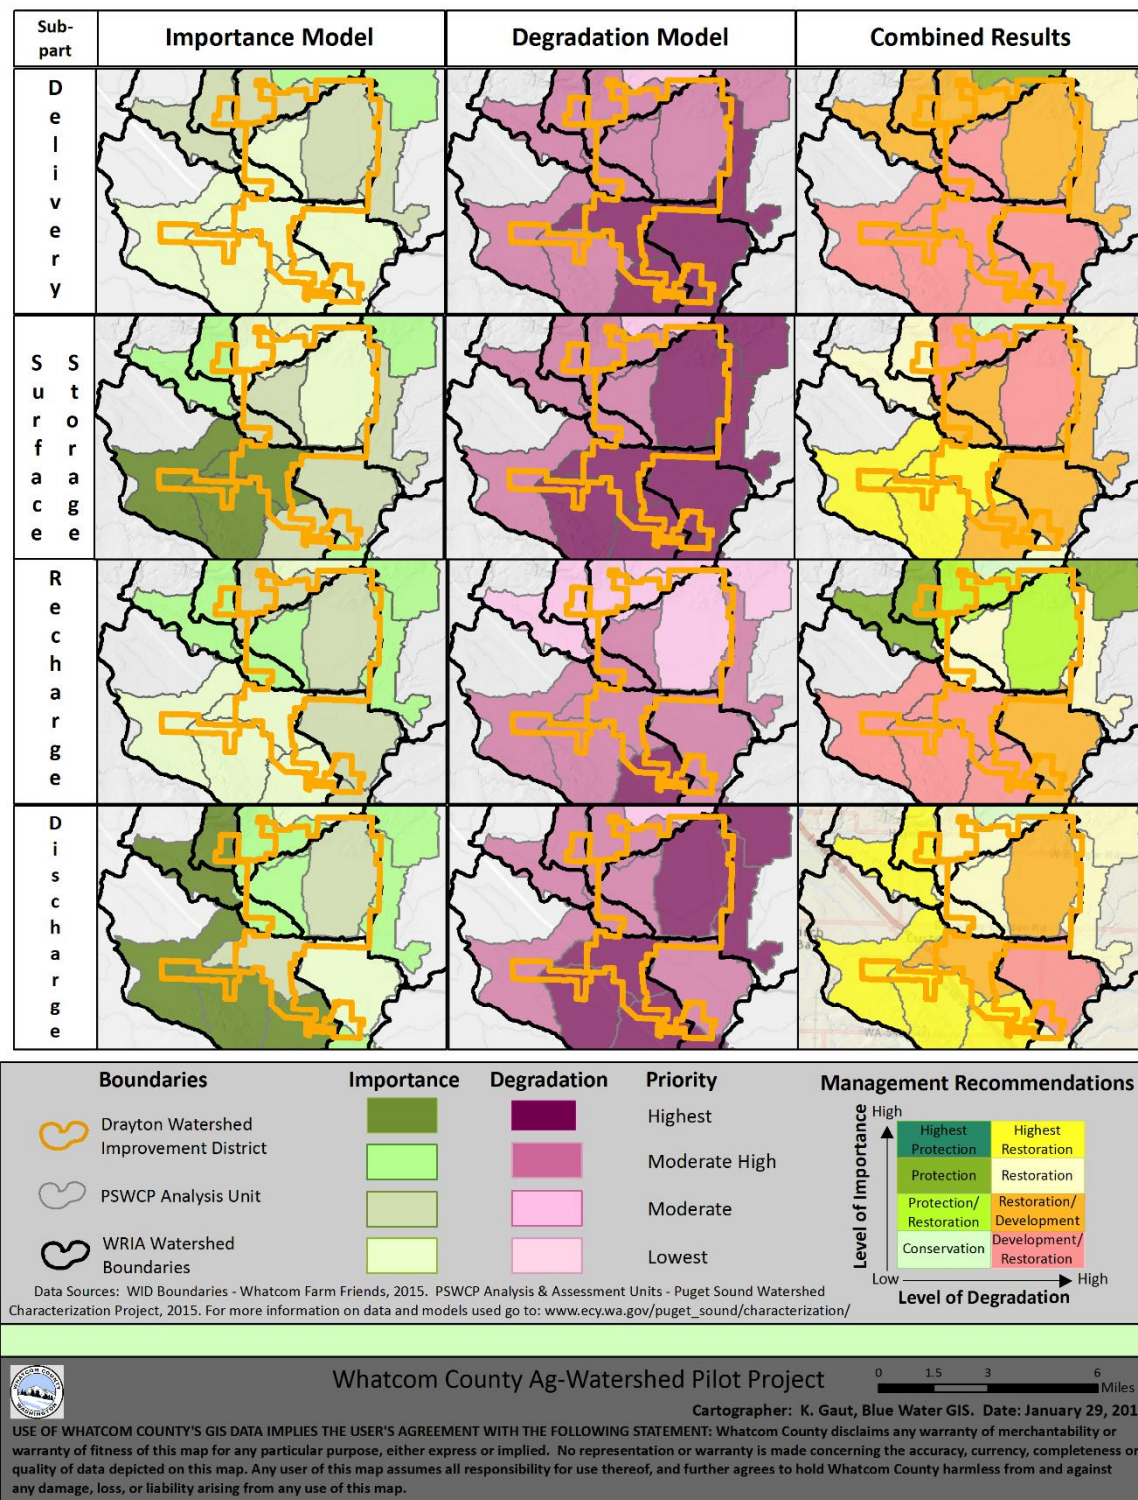 Sub-
part
Importance Model
Degradation Model
Combined Results
Delivery
Surface
Storage
Recharge
Discharge
Boundaries
Drayton Watershed
Improvement District
PSWCP Analysis Unit
WRIA Watershed
Boundaries
Importance
Degradation
Priority
Highest
Moderate High
Moderate
Lowest
Management Recommendations
High
Level of Importance
Highest
Protection
Highest
Restoration
Protection
Restoration
Protection/
Restoration
Restoration/
Development
Conservation
Development/
Restoration
Low
High
Level of Degradation
Data Sources: WID Boundaries - Whatcom Farm Friends, 2015. PSWCP Analysis & Assessment Units - Puget Sound Watershed
Characterization Project, 2015. For more information on data and models used go to: www.ecy.wa.gov/puget_sound/characterization/
WHATCOM COUNTY
WASHINGTON
Whatcom County Ag-Watershed Pilot Project
0 1.5 3 6
Miles
Cartographer: K. Gaut, Blue Water GIS. Date: January 29, 201
USE OF WHATCOM COUNTY'S GIS DATA IMPLIES THE USER'S AGREEMENT WITH THE FOLLOWING STATEMENT: Whatcom County disclaims any warranty of merchantability or
warranty of fitness of this map for any particular purpose, either express or implied. No representation or warranty is made concerning the accuracy, currency, completeness or
quality of data depicted on this map. Any user of this map assumes all responsibility for use thereof, and further agrees to hold Whatcom County harmless from and against
any damage, loss, or liability arising from any use of this map.